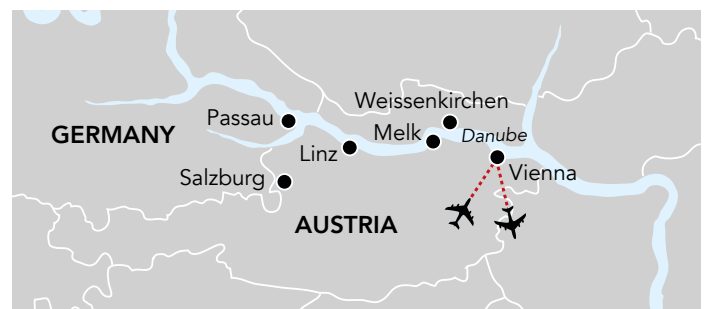 Weissenkirchen
Passau
GERMANY
Melk
Danube
Linz
Vienna
Salzburg
AUSTRIA